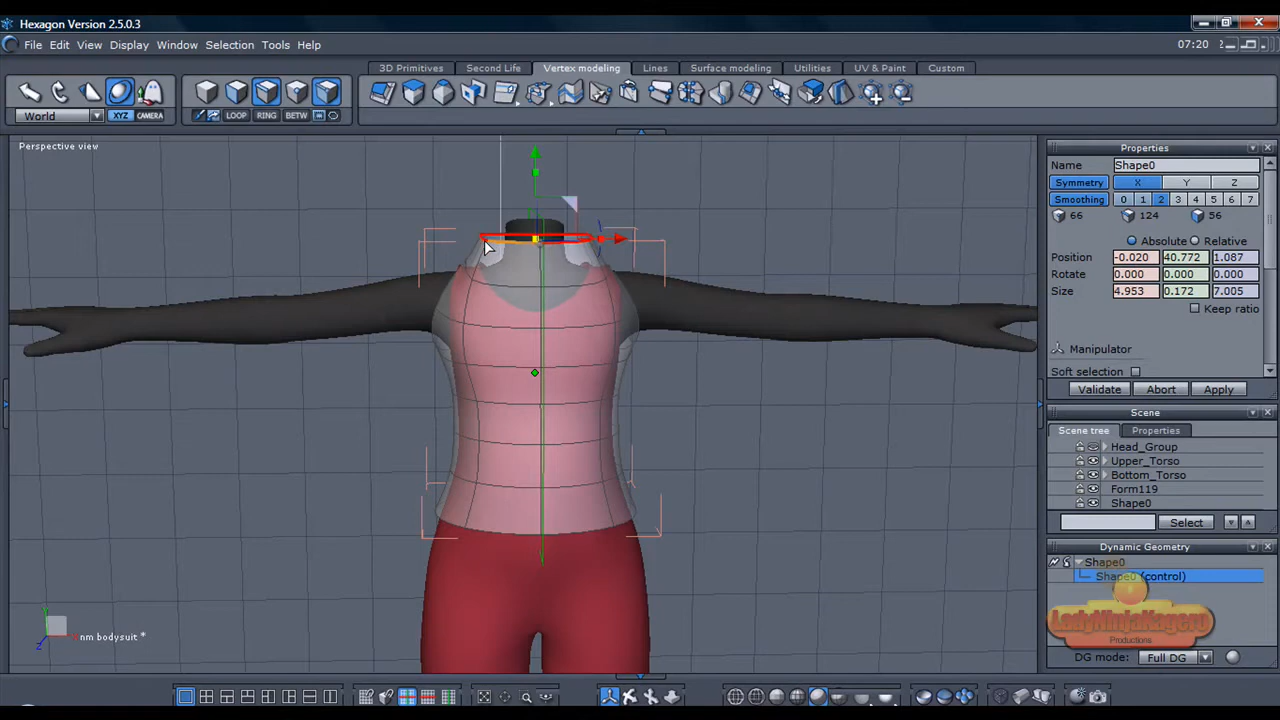 Hexagon Version 2.5.0.3
File Edit View Display Window Selection Tools Help
07:20
3D Primitives Second Life Vertex modeling Lines Surface modeling Utilities UV & Paint Custom
World XYZ CAMERA LOOP RING BETW
Perspective view
Properties
Name Shape0
Symmetry X Y Z
Smoothing 0 1 2 3 4 5 6 7
66 124 56
Absolute Relative
Position -0.020 40.772 1.087
Rotate 0.000 0.000 0.000
Size 4.953 0.172 7.005
Keep ratio
Manipulator
Soft selection
Validate Abort Apply
Scene
Scene tree Properties
Head_Group
Upper_Torso
Bottom_Torso
Form119
Shape0
Select
Dynamic Geometry
Shape0
Shape0 (control)
LadyNinjaKagero
Productions
DG mode: Full DG
Y
X
Z
nm bodysuit *